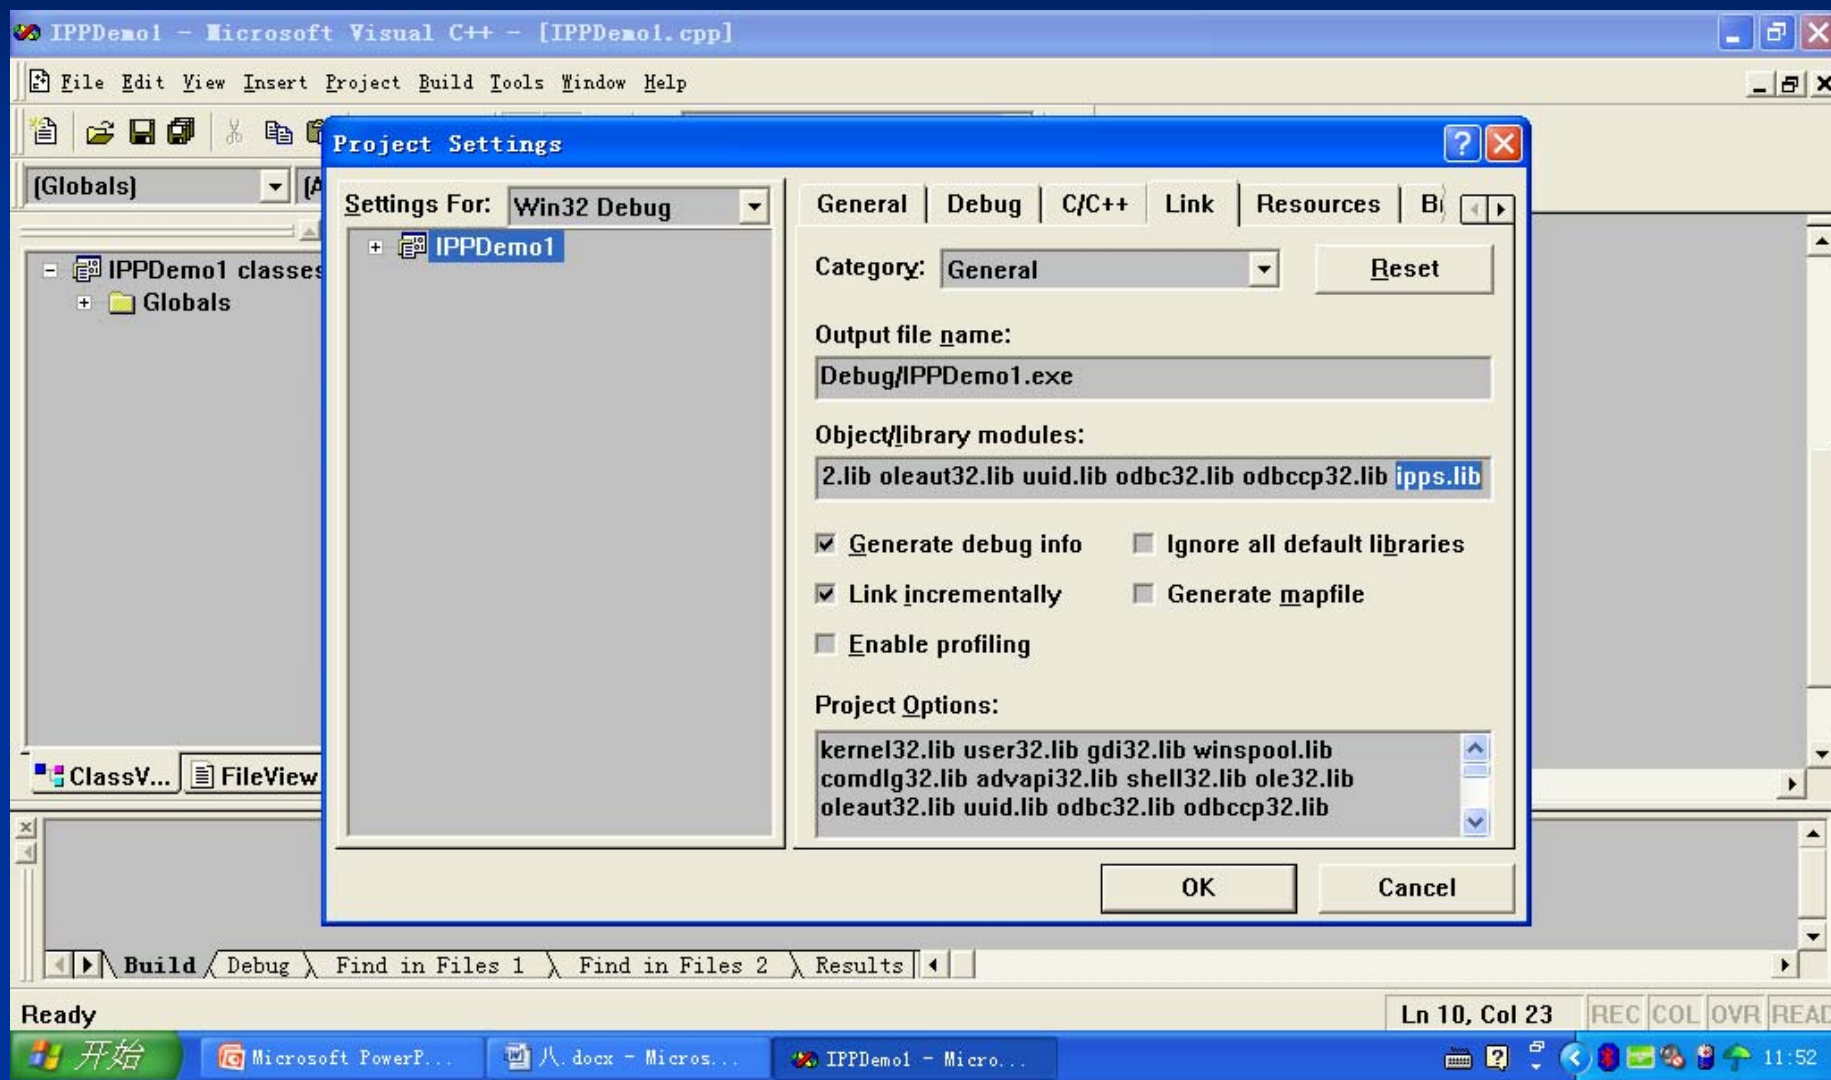 IPPDemo1 - Microsoft Visual C++ - [IPPDemo1.cpp]
File Edit View Insert Project Build Tools Window Help
Project Settings
(Globals)
Settings For: Win32 Debug
General Debug C/C++ Link Resources
IPPDemo1
IPPDemo1 classes
Globals
Category: General Reset
Output file name:
Debug/IPPDemo1.exe
Object/library modules:
2.lib oleaut32.lib uuid.lib odbc32.lib odbccp32.lib ipps.lib
Generate debug info Ignore all default libraries
Link incrementally Generate mapfile
Enable profiling
Project Options:
kernel32.lib user32.lib gdi32.lib winspool.lib
comdlg32.lib advapi32.lib shell32.lib ole32.lib
oleaut32.lib uuid.lib odbc32.lib odbccp32.lib
ClassV... FileView
OK Cancel
Build Debug Find in Files 1 Find in Files 2 Results
Ready Ln 10, Col 23 REC COL OVR READ
开始 Microsoft PowerP... 八.docx - Micros... IPPDemo1 - Micro... 11:52